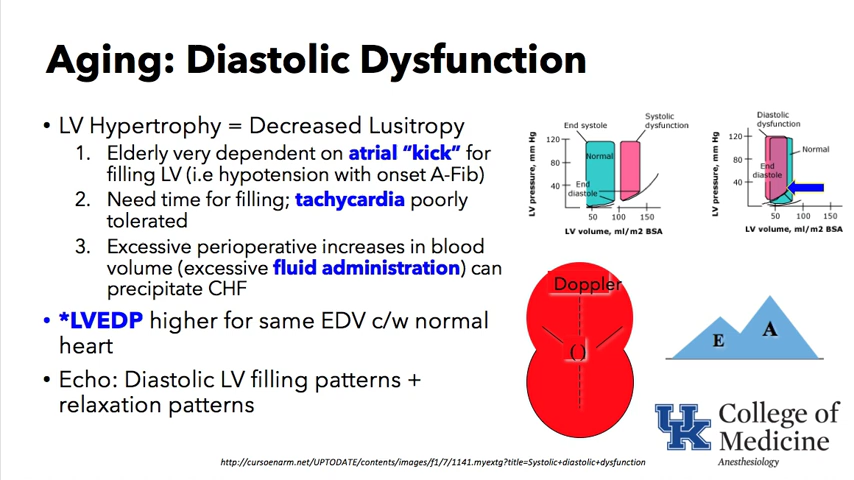 Aging: Diastolic Dysfunction
• LV Hypertrophy = Decreased Lusitropy
1. Elderly very dependent on atrial “kick” for
filling LV (i.e hypotension with onset A-Fib)
2. Need time for filling; tachycardia poorly
tolerated
3. Excessive perioperative increases in blood
volume (excessive fluid administration) can
precipitate CHF
• *LVEDP higher for same EDV c/w normal
heart
• Echo: Diastolic LV filling patterns +
relaxation patterns
End systole
Systolic
dysfunction
LV pressure, mm Hg
120
80
40
Normal
End
diastole
50 100 150
LV volume, ml/m2 BSA
Diastolic
dysfunction
LV pressure, mm Hg
120
80
40
Normal
End
diastole
50 100 150
LV volume, ml/m2 BSA
Doppler
()
E
A
UK
College of
Medicine
Anesthesiology
http://cursoenarm.net/UPTODATE/contents/images/f1/7/1141.myextg?title=Systolic+diastolic+dysfunction